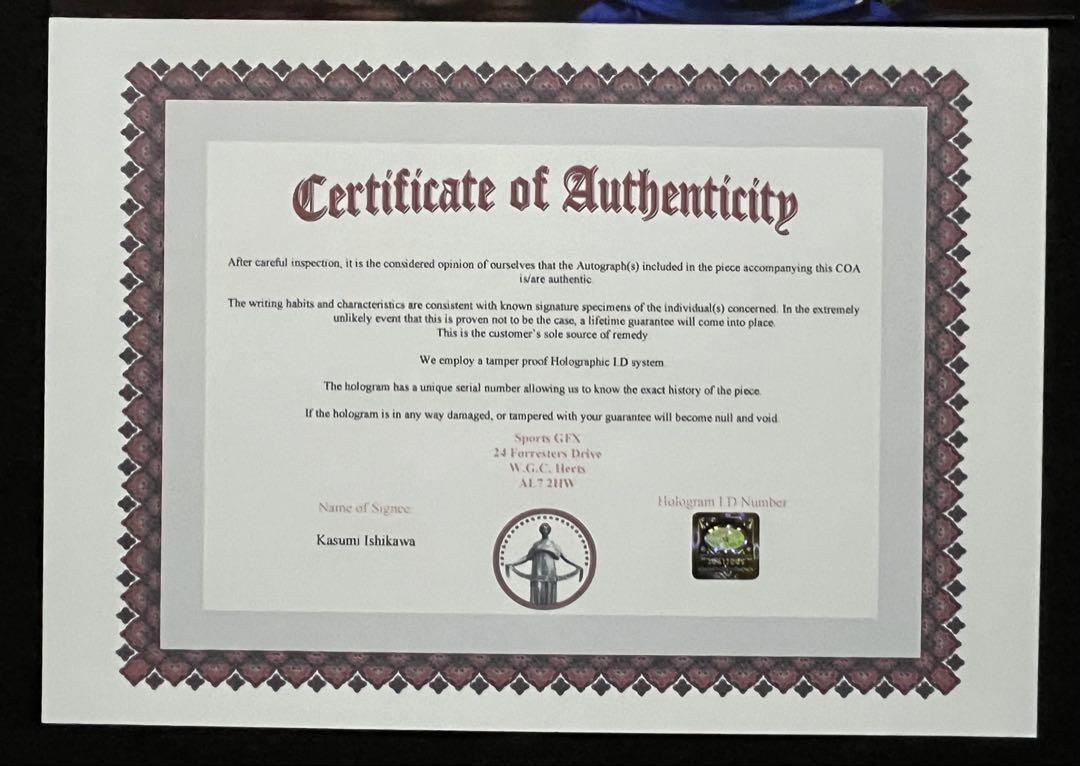 Certificate of Authenticity
After careful inspection, it is the considered opinion of ourselves that the Autograph(s) included in the piece accompanying this COA
is/are authentic.
The writing habits and characteristics are consistent with known signature specimens of the individual(s) concerned. In the extremely
unlikely event that this is proven not to be the case, a lifetime guarantee will come into place.
This is the customer's sole source of remedy
We employ a tamper proof Holographic I.D system.
The hologram has a unique serial number allowing us to know the exact history of the piece.
If the hologram is in any way damaged, or tampered with your guarantee will become null and void.
Sports GFX
24 Forresters Drive
W.G.C. Herts
AL7 2HW
Name of Signee
Hologram I.D Number
Kasumi Ishikawa